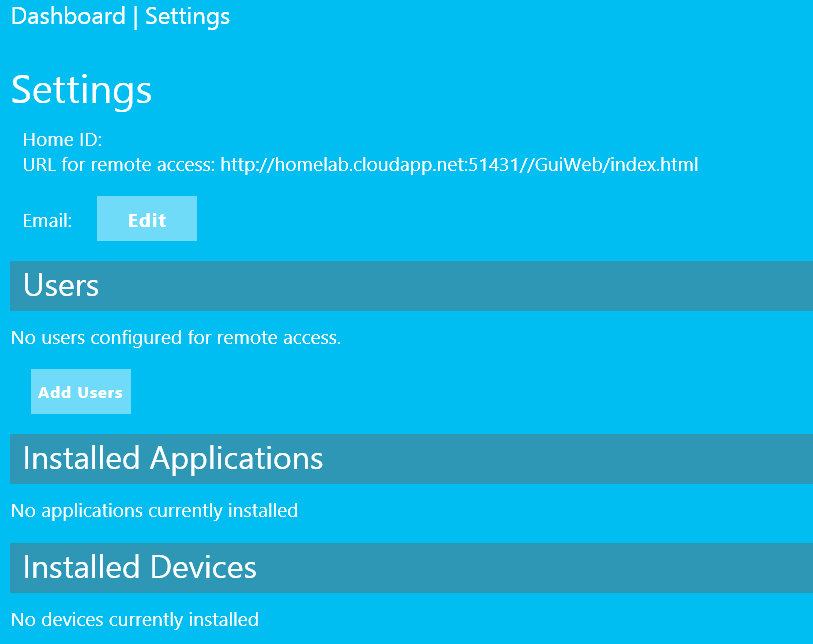 Dashboard | Settings
Settings
Home ID:
URL for remote access: http://homelab.cloudapp.net:51431//GuiWeb/index.html
Email: Edit
Users
No users configured for remote access.
Add Users
Installed Applications
No applications currently installed
Installed Devices
No devices currently installed